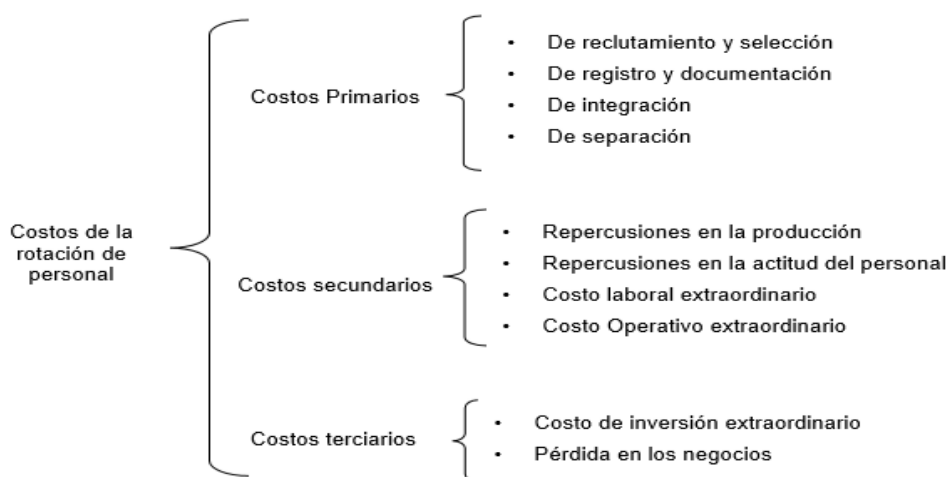 Costos de la
rotación de
personal
Costos Primarios
• De reclutamiento y selección
• De registro y documentación
• De integración
• De separación
Costos secundarios
• Repercusiones en la producción
• Repercusiones en la actitud del personal
• Costo laboral extraordinario
• Costo Operativo extraordinario
Costos terciarios
• Costo de inversión extraordinario
• Pérdida en los negocios